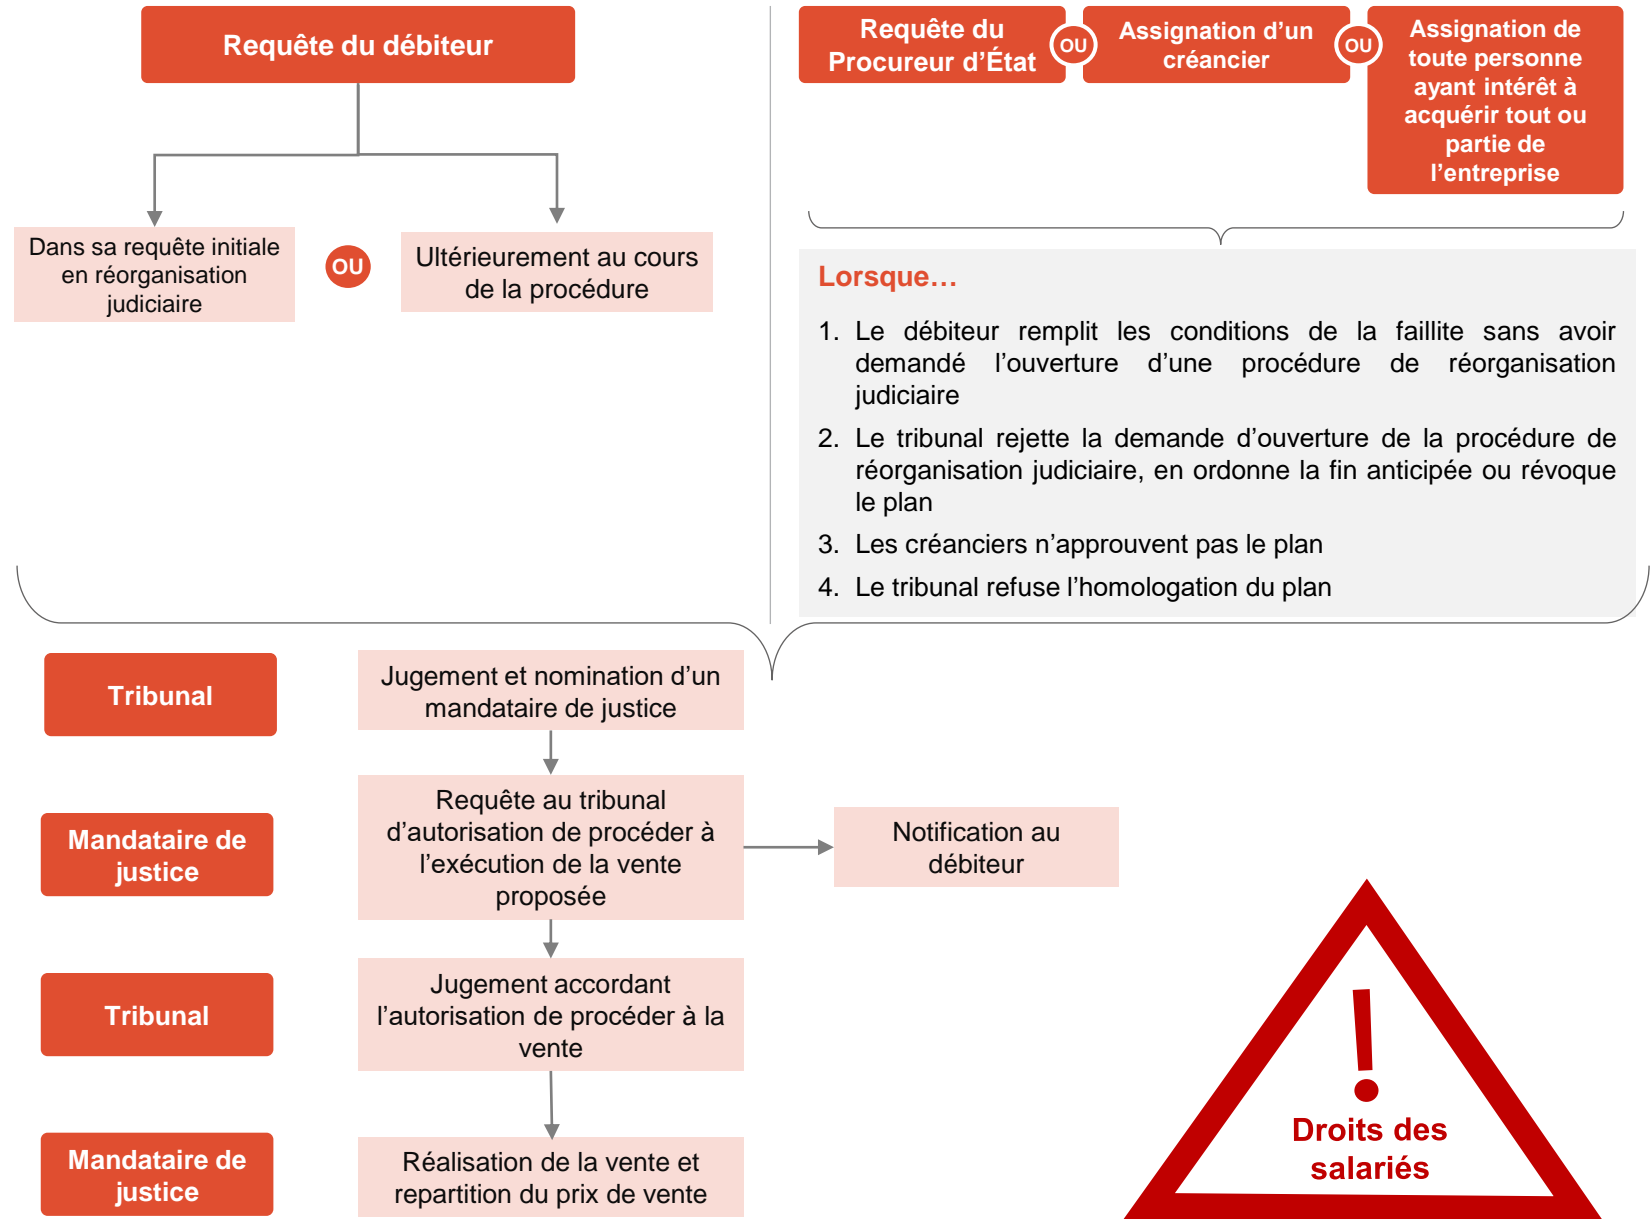 Requête du débiteur
Dans sa requête initiale
en réorganisation
judiciaire
OU
Ultérieurement au cours
de la procédure
Requête du
Procureur d'État
OU
Assignation d'un
créancier
OU
Assignation de
toute personne
ayant intérêt à
acquérir tout ou
partie de
l'entreprise
Lorsque…
1. Le débiteur remplit les conditions de la faillite sans avoir
demandé l'ouverture d'une procédure de réorganisation
judiciaire
2. Le tribunal rejette la demande d'ouverture de la procédure de
réorganisation judiciaire, en ordonne la fin anticipée ou révoque
le plan
3. Les créanciers n'approuvent pas le plan
4. Le tribunal refuse l'homologation du plan
Tribunal
Jugement et nomination d'un
mandataire de justice
Mandataire de
justice
Requête au tribunal
d'autorisation de procéder à
l'exécution de la vente
proposée
Notification au
débiteur
Tribunal
Jugement accordant
l'autorisation de procéder à la
vente
Mandataire de
justice
Réalisation de la vente et
repartition du prix de vente
!
Droits des
salariés